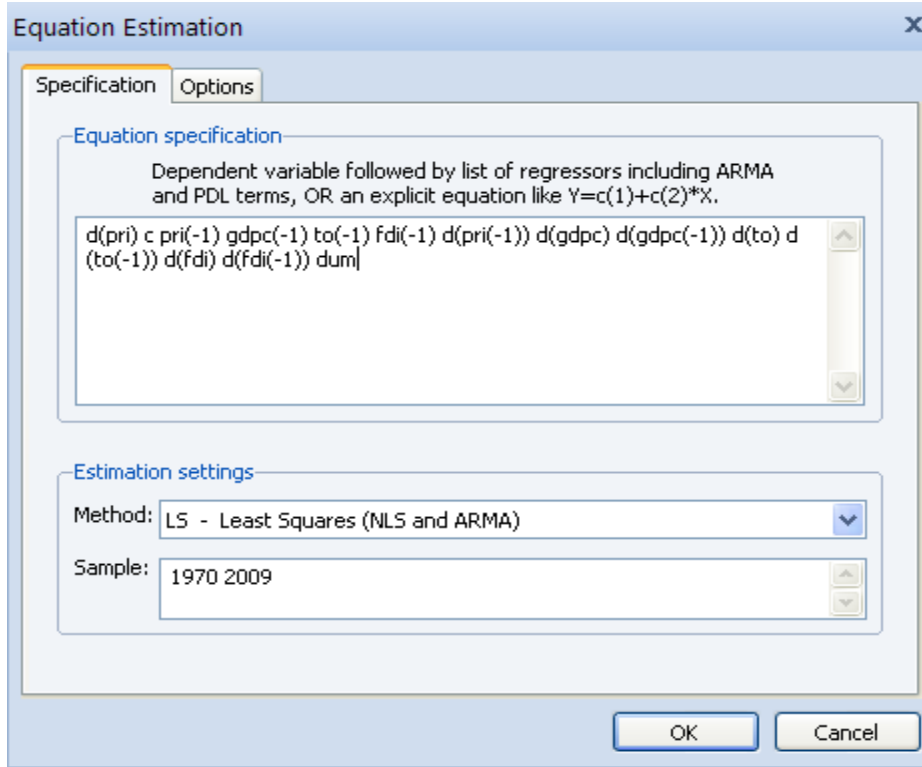 Equation Estimation
x
Specification Options
Equation specification
Dependent variable followed by list of regressors including ARMA
and PDL terms, OR an explicit equation like Y=c(1)+c(2)*X.
d(pri) c pri(-1) gdpc(-1) to(-1) fdi(-1) d(pri(-1)) d(gdpc) d(gdpc(-1)) d(to) d
(to(-1)) d(fdi) d(fdi(-1)) dum
Estimation settings
Method: LS - Least Squares (NLS and ARMA)
Sample: 1970 2009
OK Cancel